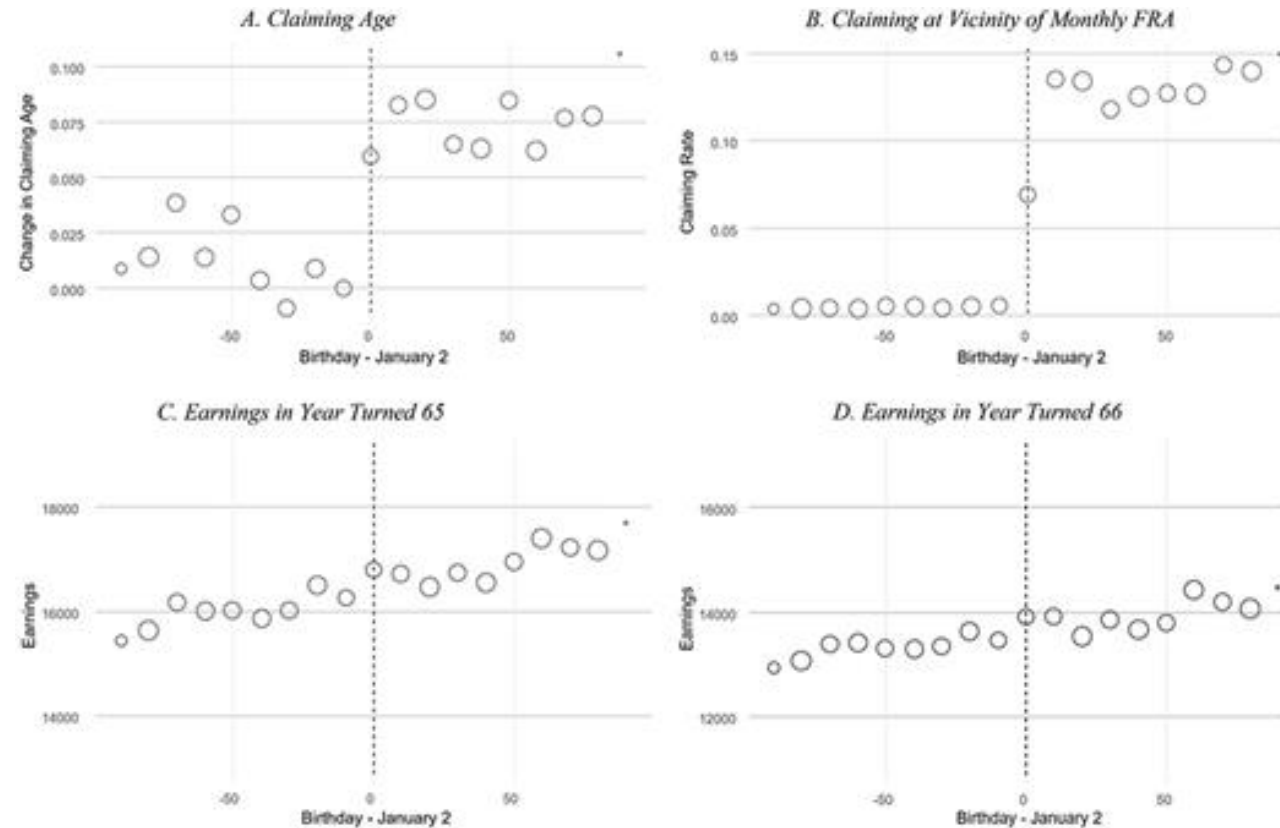 A. Claiming Age
Change in Claiming Age
0.100
0.075
0.050
0.025
0.000
-50
0
50
Birthday - January 2
B. Claiming at Vicinity of Monthly FRA
Claiming Rate
0.15
0.10
0.05
0.00
-50
0
50
Birthday - January 2
C. Earnings in Year Turned 65
Earnings
18000
16000
14000
-50
0
50
Birthday - January 2
D. Earnings in Year Turned 66
Earnings
16000
14000
12000
-50
0
50
Birthday - January 2